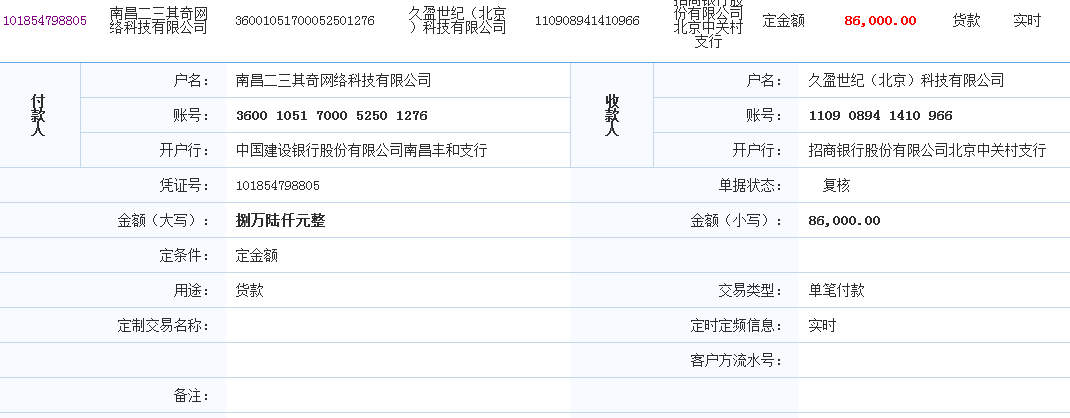 101854798805 南昌二三其奇网 36001051700052501276 久盈世纪（北京 110908941410966 招商银行股 定金额 86,000.00 货款 实时
络科技有限公司 ）科技有限公司 份有限公司
北京中关村
支行
付款人 户名： 南昌二三其奇网络科技有限公司 收款人 户名： 久盈世纪（北京）科技有限公司
账号： 3600 1051 7000 5250 1276 账号： 1109 0894 1410 966
开户行： 中国建设银行股份有限公司南昌丰和支行 开户行： 招商银行股份有限公司北京中关村支行
凭证号： 101854798805 单据状态： 复核
金额（大写）： 捌万陆仟元整 金额（小写）： 86,000.00
定条件： 定金额
用途： 货款 交易类型： 单笔付款
定制交易名称： 定时定频信息： 实时
客户方流水号：
备注：